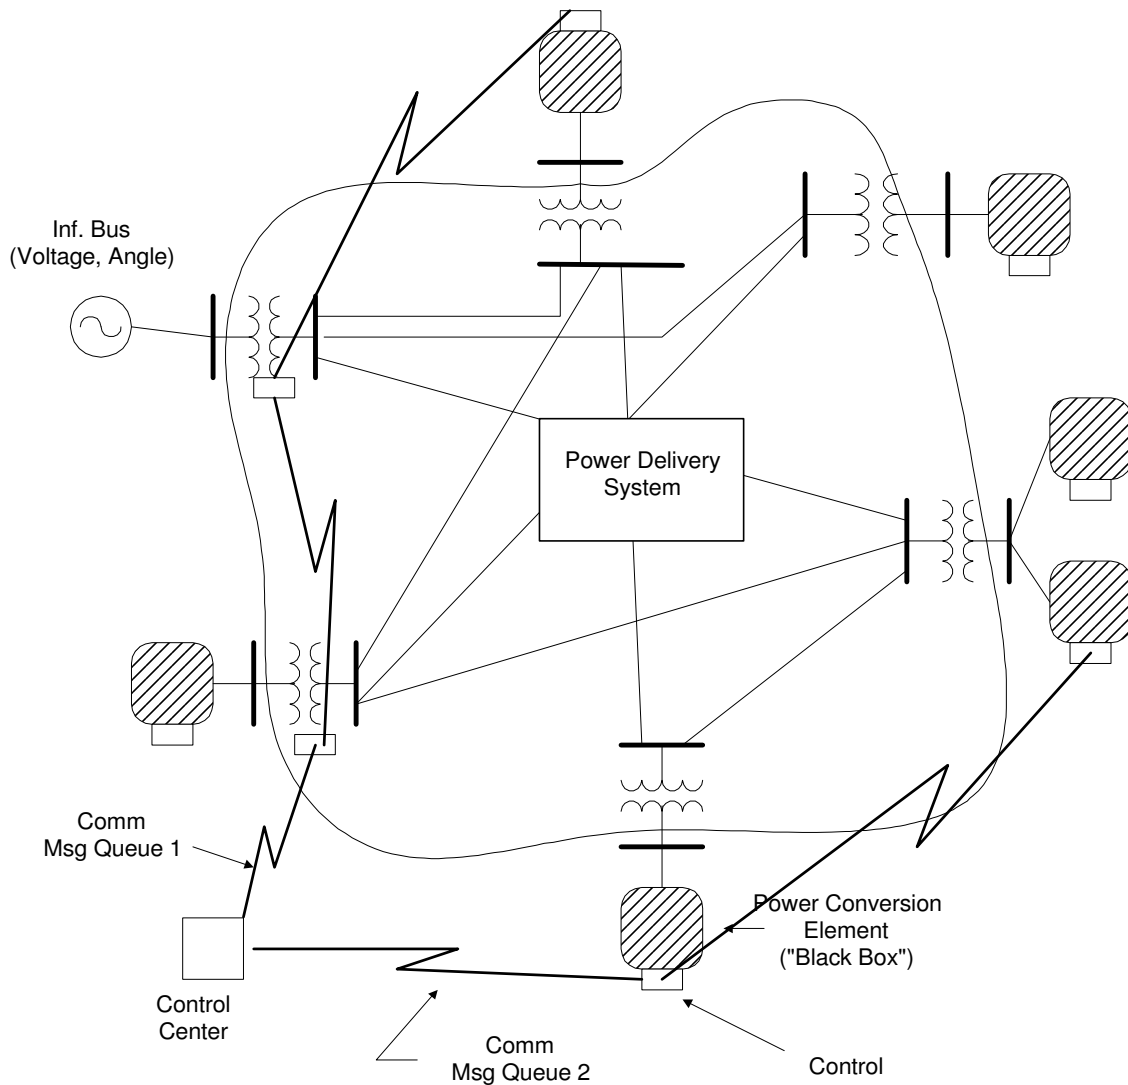 Inf. Bus
(Voltage, Angle)
Power Delivery
System
Comm
Msg Queue 1
Power Conversion
Element
("Black Box")
Control
Center
Comm
Msg Queue 2
Control